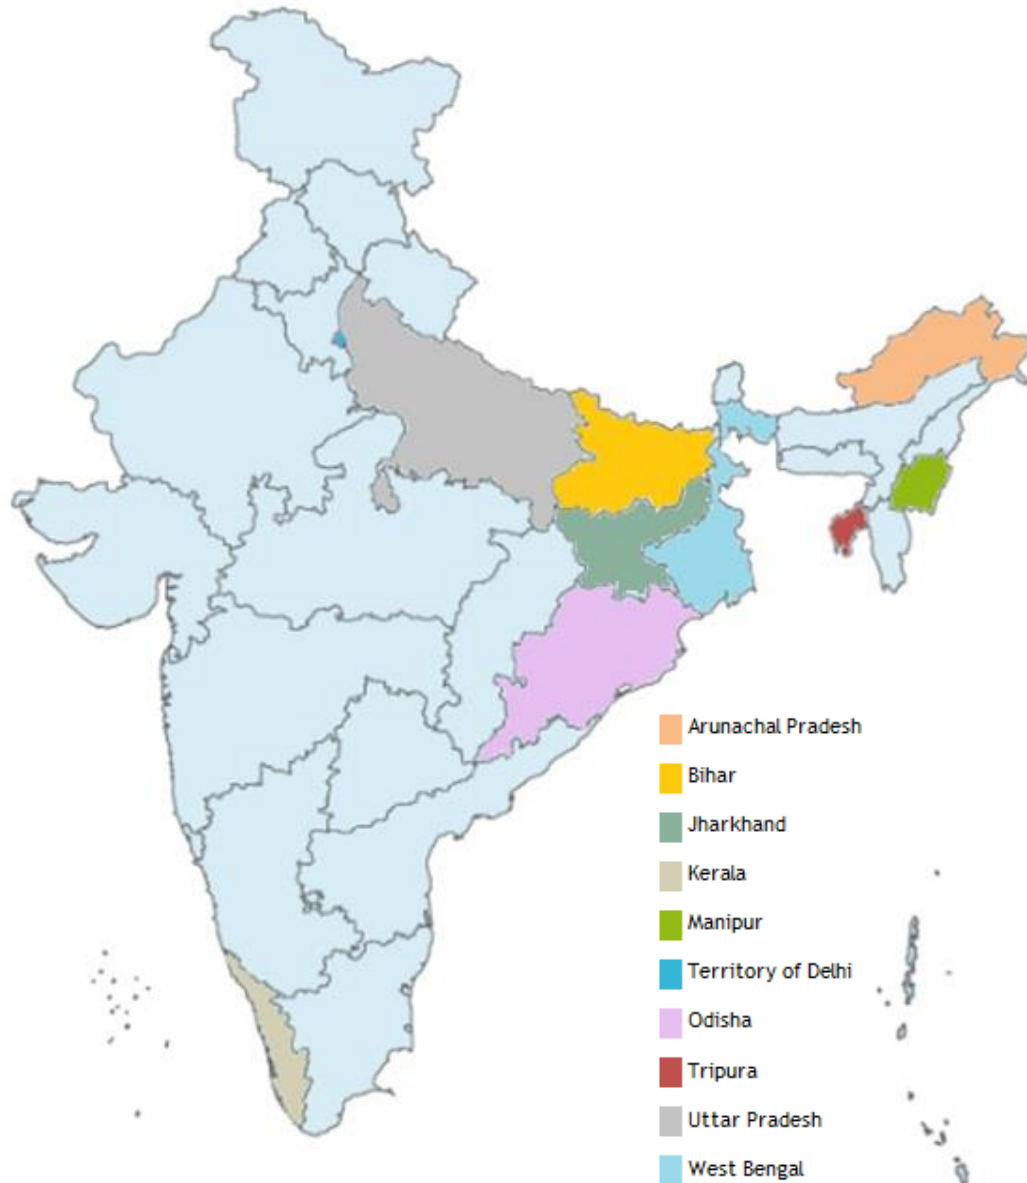 Arunachal Pradesh
Bihar
Jharkhand
Kerala
Manipur
Territory of Delhi
Odisha
Tripura
Uttar Pradesh
West Bengal